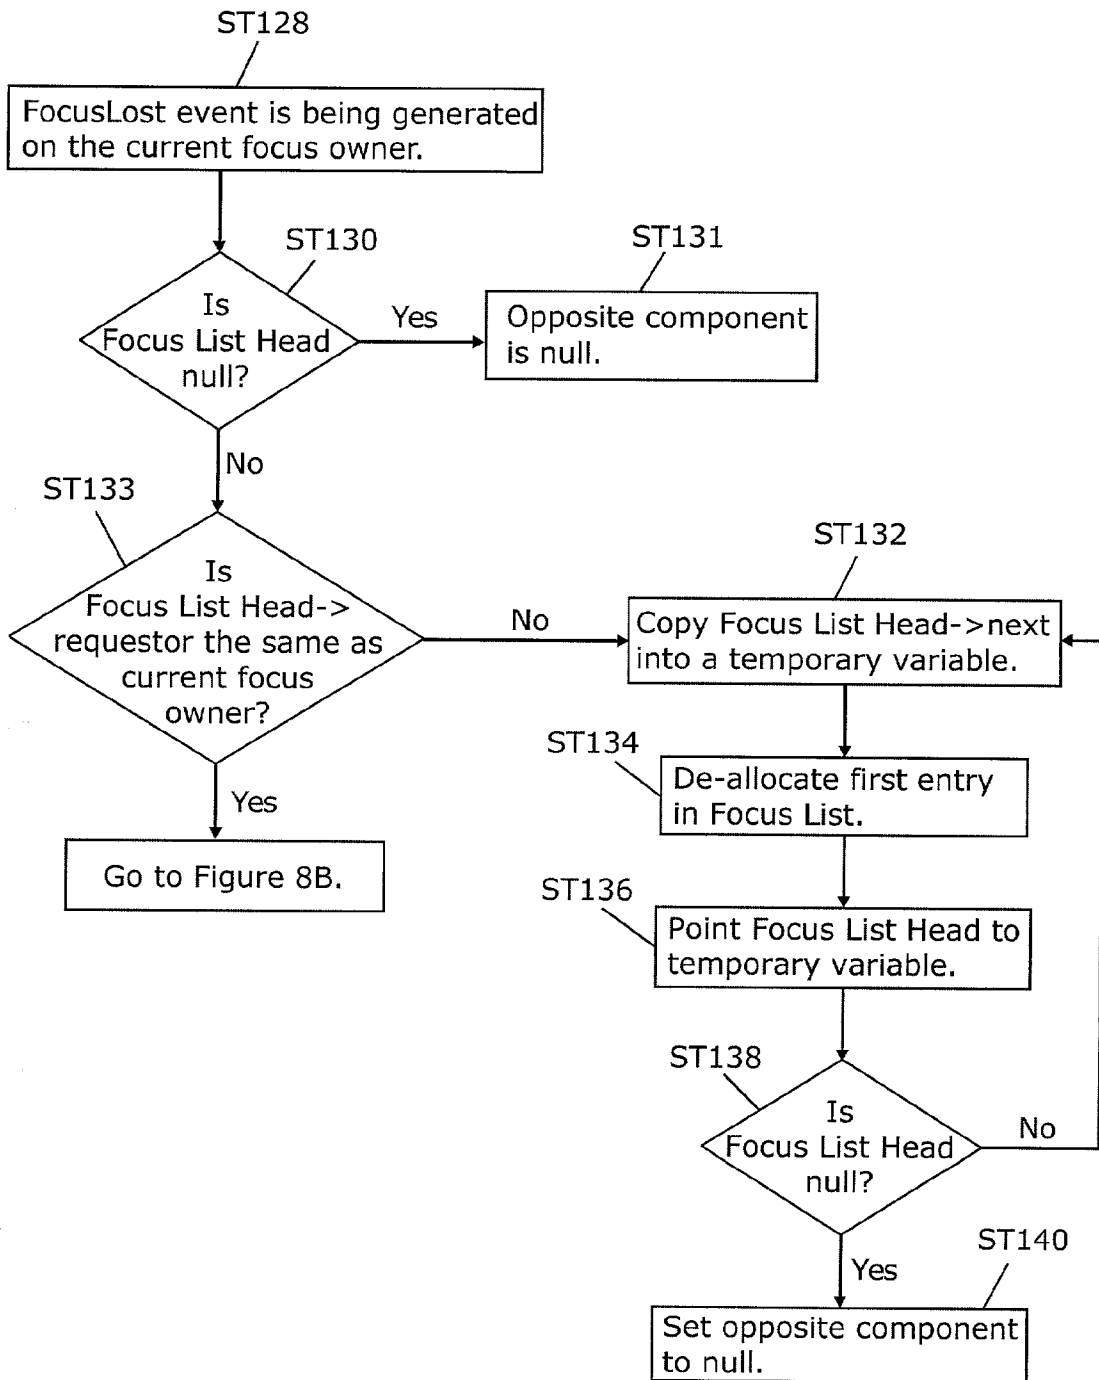 ST128
FocusLost event is being generated
on the current focus owner.
ST130
Is
Focus List Head
null?
Yes
ST131
Opposite component
is null.
No
ST133
Is
Focus List Head->
requestor the same as
current focus
owner?
No
ST132
Copy Focus List Head->next
into a temporary variable.
Yes
Go to Figure 8B.
ST134
De-allocate first entry
in Focus List.
ST136
Point Focus List Head to
temporary variable.
ST138
Is
Focus List Head
null?
No
Yes
ST140
Set opposite component
to null.